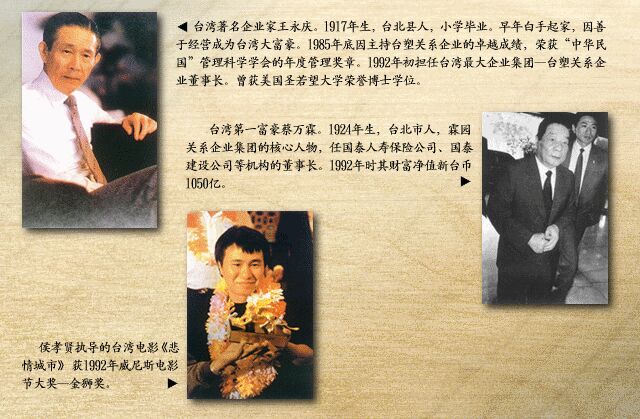 ◀ 台湾著名企业家王永庆。1917年生，台北县人，小学毕业。早年白手起家，因善
于经营成为台湾大富豪。1985年底因主持台塑关系企业的卓越成绩，荣获“中华民
国”管理科学学会的年度管理奖章。1992年初担任台湾最大企业集团—台塑关系企
业董事长。曾获美国圣若望大学荣誉博士学位。
台湾第一富豪蔡万霖。1924年生，台北市人，霖园
关系企业集团的核心人物，任国泰人寿保险公司、国泰
建设公司等机构的董事长。1992年时其财富净值新台币
1050亿。 ▶
侯孝贤执导的台湾电影《悲
情城市》 获1992年威尼斯电影
节大奖—金狮奖。 ▶